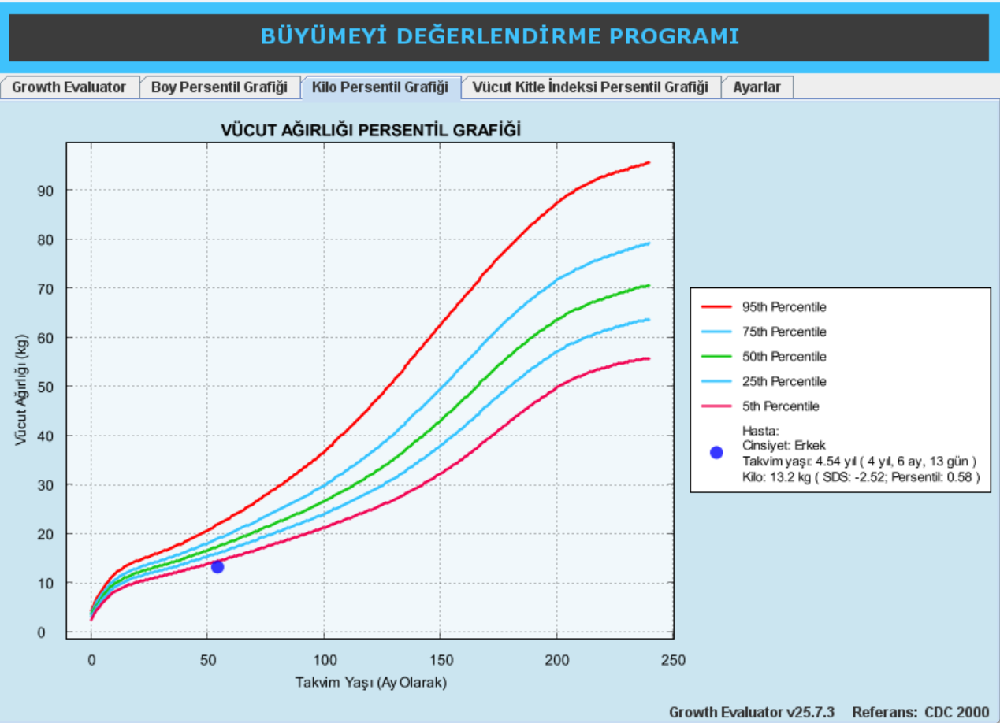 BÜYÜMEYİ DEĞERLENDİRME PROGRAMI
Growth Evaluator
Boy Persentil Grafiği
Kilo Persentil Grafiği
Vücut Kitle İndeksi Persentil Grafiği
Ayarlar
VÜCUT AĞIRLIĞI PERSENTİL GRAFİĞİ
Vücut Ağırlığı (kg)
90
80
70
60
50
40
30
20
10
0
0
50
100
150
200
250
Takvim Yaşı (Ay Olarak)
95th Percentile
75th Percentile
50th Percentile
25th Percentile
5th Percentile
Hasta:
Cinsiyet: Erkek
Takvim yaşı: 4.54 yıl ( 4 yıl, 6 ay, 13 gün )
Kilo: 13.2 kg ( SDS: -2.52; Persentil: 0.58 )
Growth Evaluator v25.7.3 Referans: CDC 2000